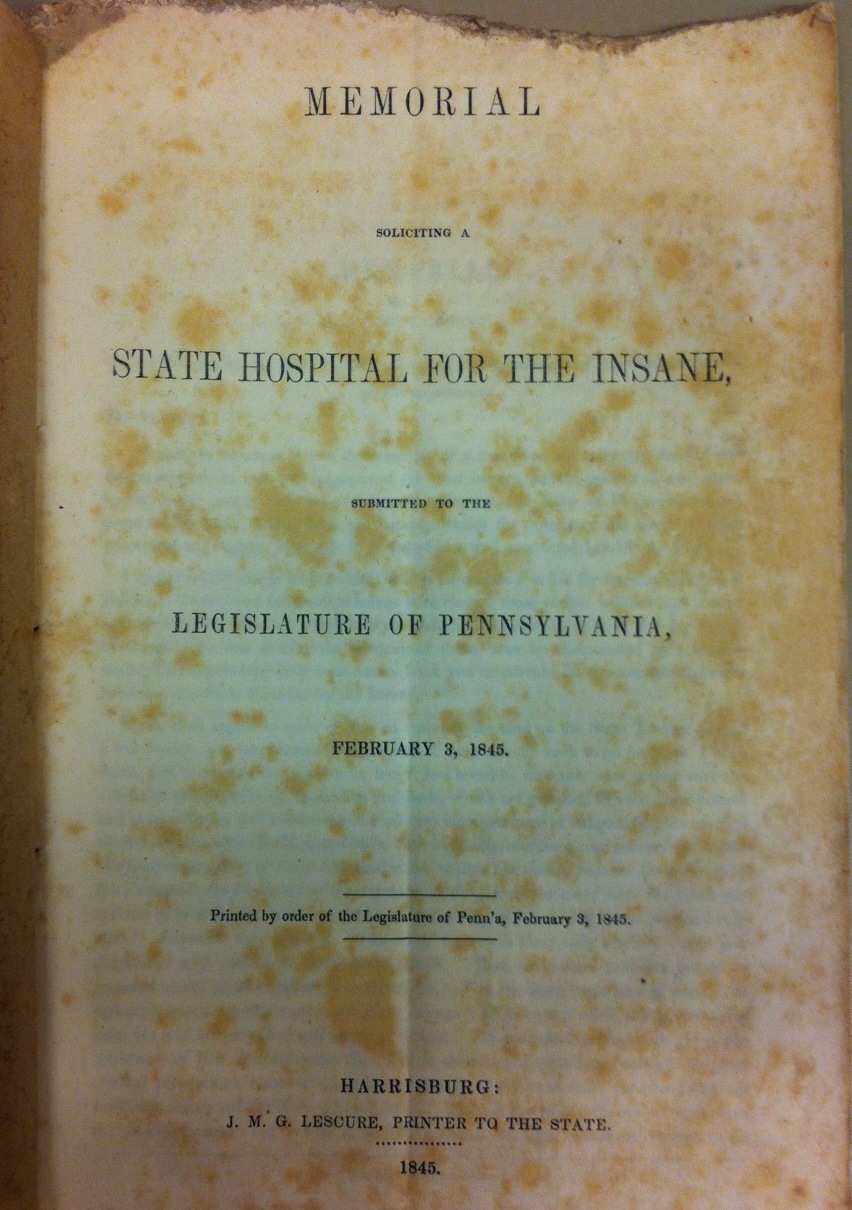 MEMORIAL
SOLICITING A
STATE HOSPITAL FOR THE INSANE,
SUBMITTED TO THE
LEGISLATURE OF PENNSYLVANIA,
FEBRUARY 3, 1845.
Printed by order of the Legislature of Penn'a, February 3, 1845.
HARRISBURG:
J. M. G. LESCURE, PRINTER TO THE STATE.
1845.